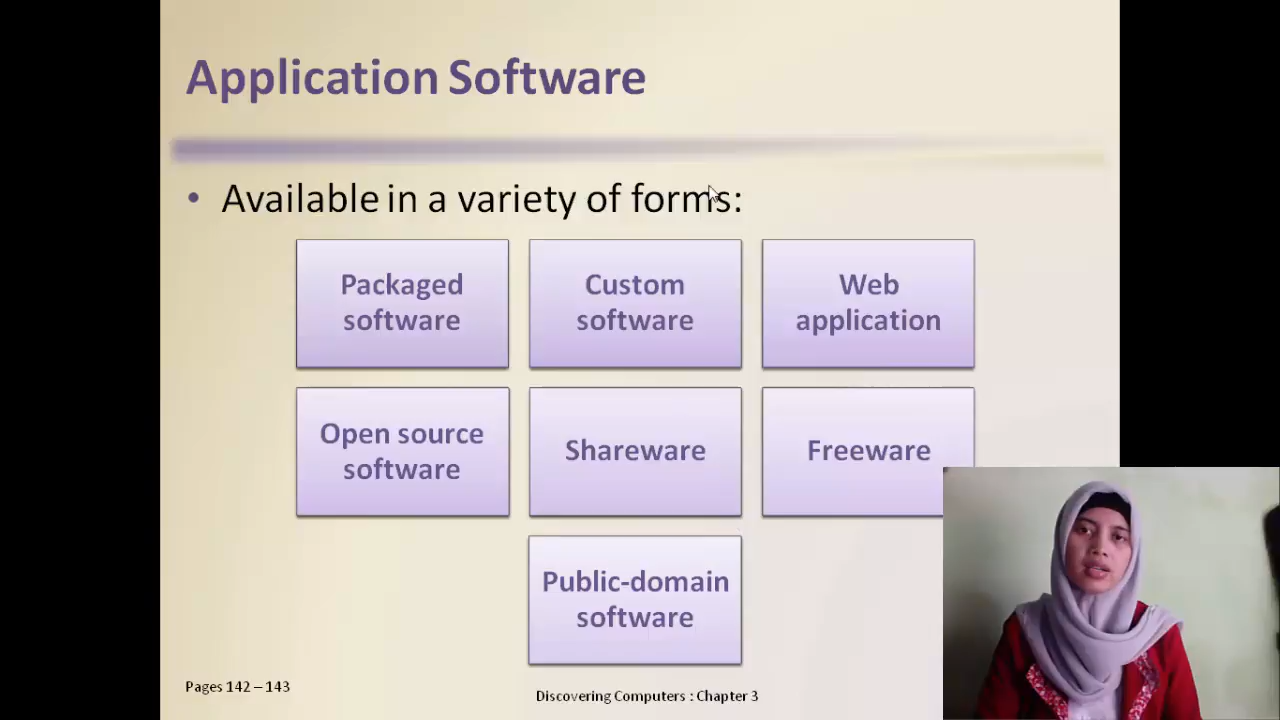 Application Software
• Available in a variety of forms:
Packaged
software
Custom
software
Web
application
Open source
software
Shareware
Freeware
Public-domain
software
Pages 142 – 143
Discovering Computers : Chapter 3